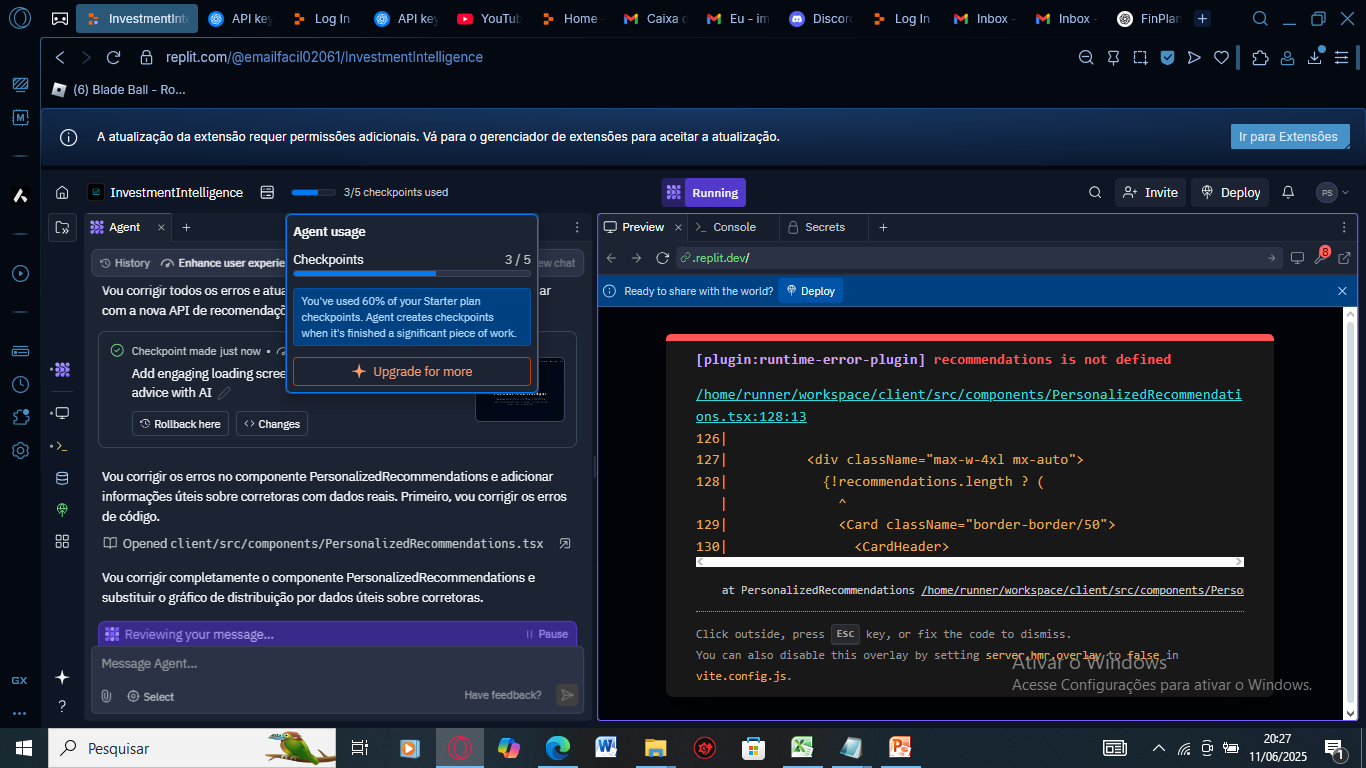 InvestmentInte
API key
Log In
API key
YouTub
Home
Caixa d
Eu - im
Discor
Log In
Inbox -
Inbox -
FinPlan
replit.com/@emailfacil02061/InvestmentIntelligence
(6) Blade Ball - Ro...
A atualização da extensão requer permissões adicionais. Vá para o gerenciador de extensões para aceitar a atualização.
Ir para Extensões
InvestmentIntelligence
3/5 checkpoints used
Running
Invite
Deploy
PS
Agent
History
Enhance user experie
ew chat
Vou corrigir todos os erros e atua
ar
com a nova API de recomendaçõ
Checkpoint made just now •
Add engaging loading scree
advice with AI
Rollback here
Changes
Agent usage
Checkpoints 3 / 5
You've used 60% of your Starter plan
checkpoints. Agent creates checkpoints
when it's finished a significant piece of work.
Upgrade for more
Vou corrigir os erros no componente PersonalizedRecommendations e adicionar
informações úteis sobre corretoras com dados reais. Primeiro, vou corrigir os erros
de código.
Opened client/src/components/PersonalizedRecommendations.tsx
Vou corrigir completamente o componente PersonalizedRecommendations e
substituir o gráfico de distribuição por dados úteis sobre corretoras.
Reviewing your message...
Pause
Message Agent...
Select
Have feedback?
Preview
Console
Secrets
.replit.dev/
8
Ready to share with the world?
Deploy
[plugin:runtime-error-plugin] recommendations is not defined
/home/runner/workspace/client/src/components/PersonalizedRecommendati
ons.tsx:128:13
126|
127| <div className="max-w-4xl mx-auto">
128| {!recommendations.length ? (
| ^
129| <Card className="border-border/50">
130| <CardHeader>
at PersonalizedRecommendations /home/runner/workspace/client/src/components/Perso
Click outside, press Esc key, or fix the code to dismiss.
You can also disable this overlay by setting server.hmr.overlay to false in
vite.config.js.
Ativar o Windows
Acesse Configurações para ativar o Windows.
GX
Pesquisar
20:27
11/06/2025
1